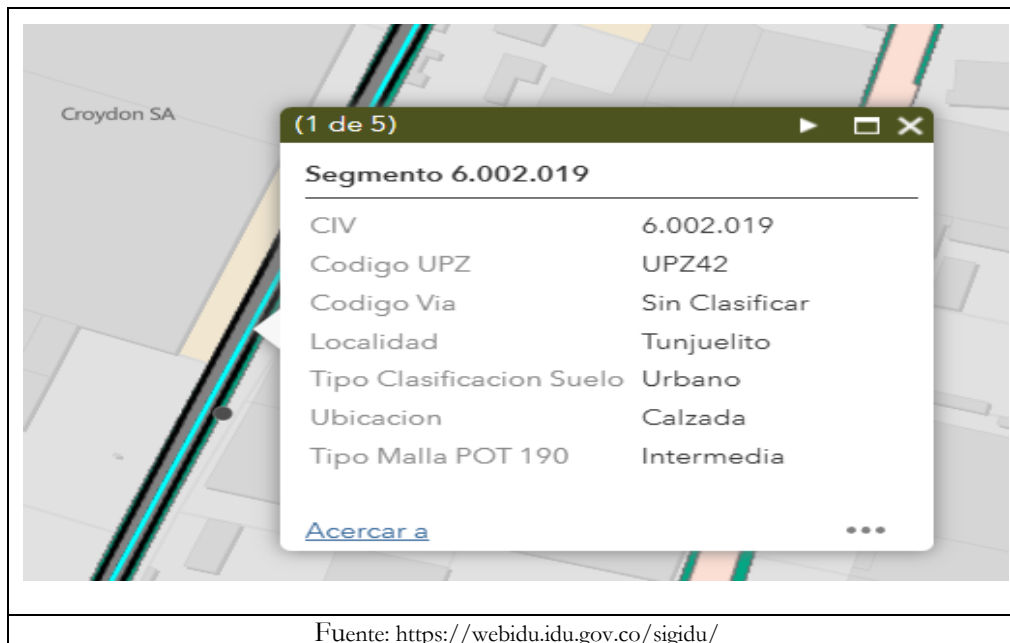 Croydon SA
(1 de 5)
Segmento 6.002.019
CIV 6.002.019
Codigo UPZ UPZ42
Codigo Via Sin Clasificar
Localidad Tunjuelito
Tipo Clasificacion Suelo Urbano
Ubicacion Calzada
Tipo Malla POT 190 Intermedia
Acercar a
Fuente: https://webidu.idu.gov.co/sigidu/